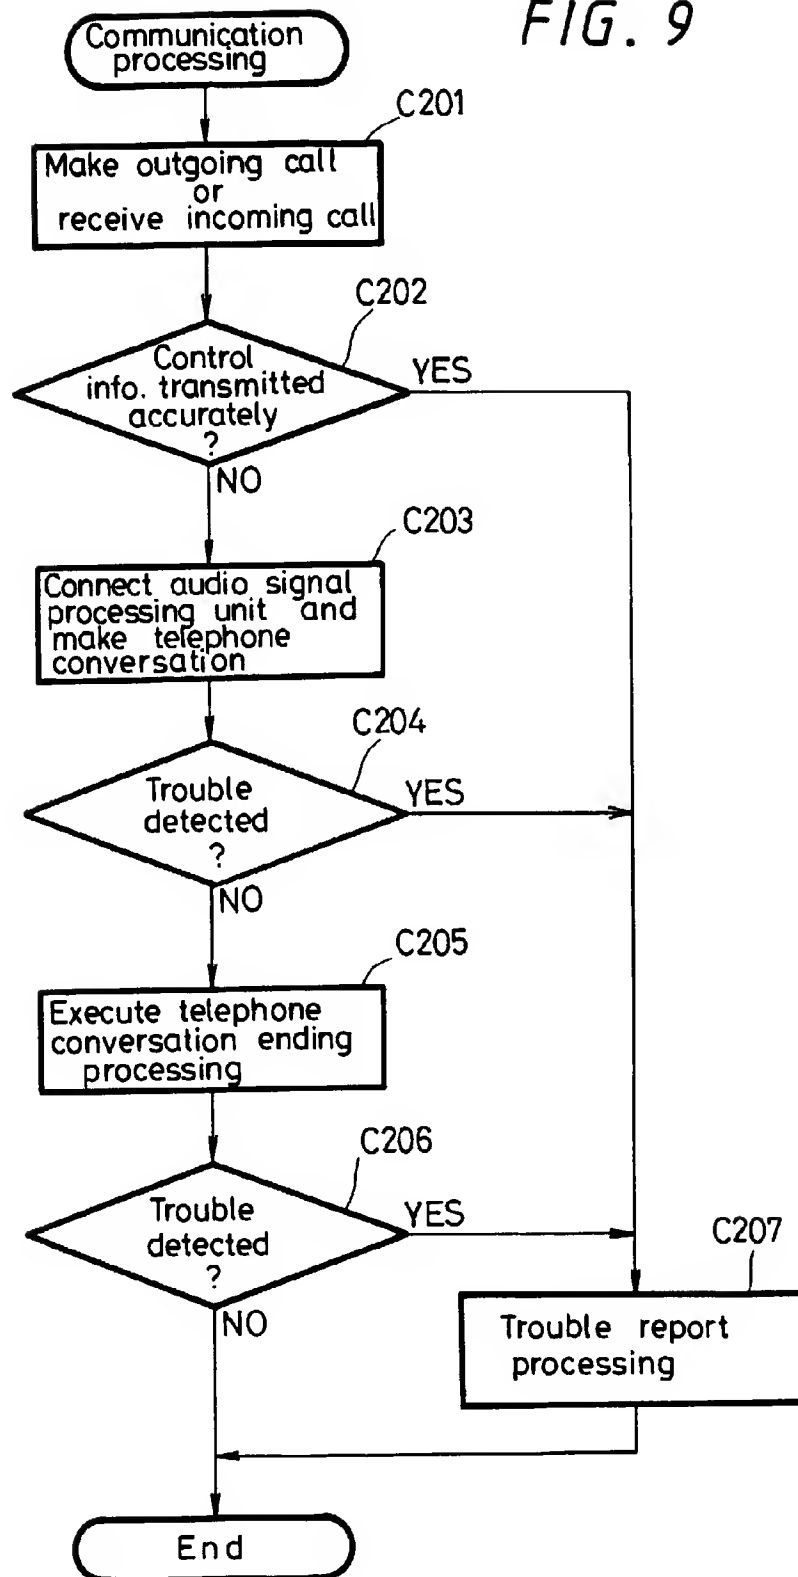 FIG. 9
Communication
processing
C201
Make outgoing call
or
receive incoming call
C202
Control
info. transmitted
accurately
?
YES
NO
C203
Connect audio signal
processing unit and
make telephone
conversation
C204
Trouble
detected
?
YES
NO
C205
Execute telephone
conversation ending
processing
C206
Trouble
detected
?
YES
NO
C207
Trouble report
processing
End